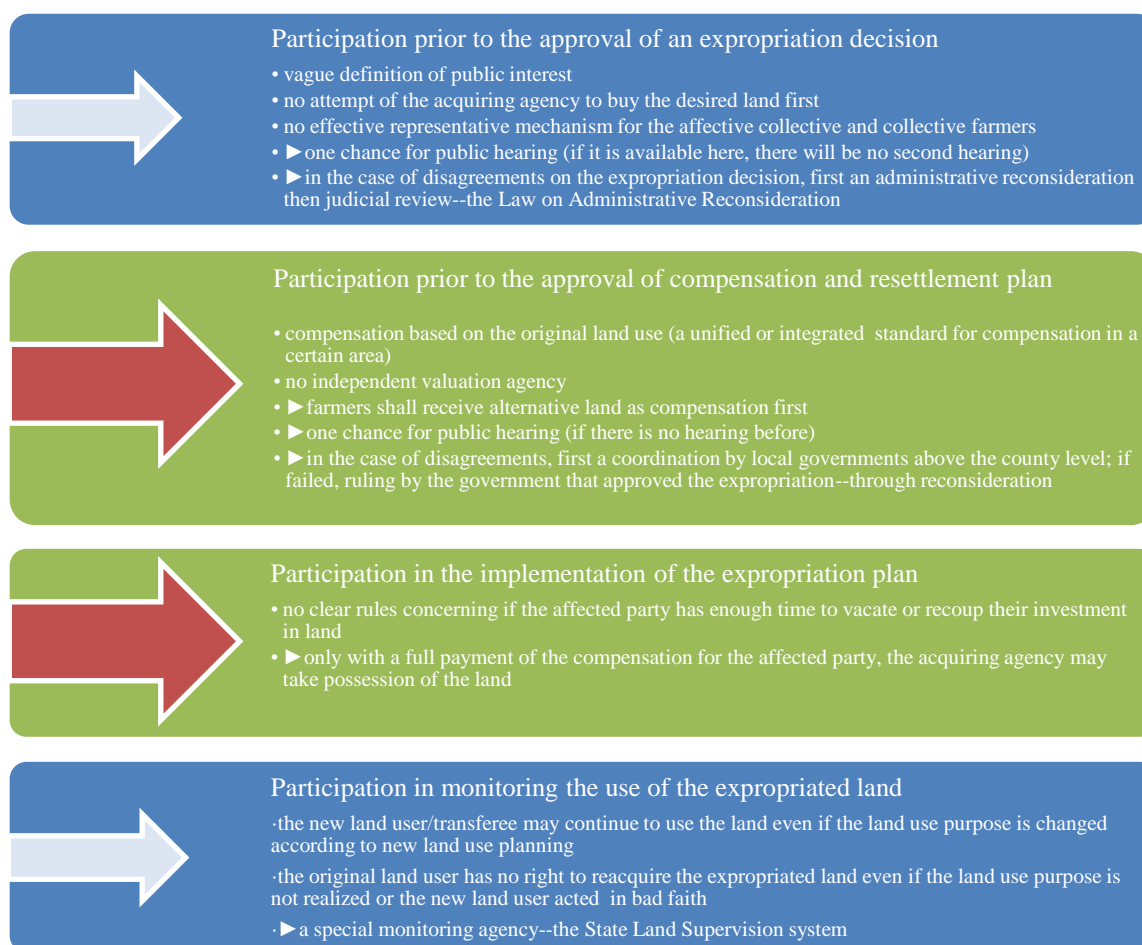 Participation prior to the approval of an expropriation decision
• vague definition of public interest
• no attempt of the acquiring agency to buy the desired land first
• no effective representative mechanism for the affective collective and collective farmers
• ►one chance for public hearing (if it is available here, there will be no second hearing)
• ►in the case of disagreements on the expropriation decision, first an administrative reconsideration
then judicial review--the Law on Administrative Reconsideration
Participation prior to the approval of compensation and resettlement plan
• compensation based on the original land use (a unified or integrated standard for compensation in a
certain area)
• no independent valuation agency
• ►farmers shall receive alternative land as compensation first
• ►one chance for public hearing (if there is no hearing before)
• ►in the case of disagreements, first a coordination by local governments above the county level; if
failed, ruling by the government that approved the expropriation--through reconsideration
Participation in the implementation of the expropriation plan
• no clear rules concerning if the affected party has enough time to vacate or recoup their investment
in land
• ►only with a full payment of the compensation for the affected party, the acquiring agency may
take possession of the land
Participation in monitoring the use of the expropriated land
·the new land user/transferee may continue to use the land even if the land use purpose is changed
according to new land use planning
·the original land user has no right to reacquire the expropriated land even if the land use purpose is
not realized or the new land user acted in bad faith
·►a special monitoring agency--the State Land Supervision system